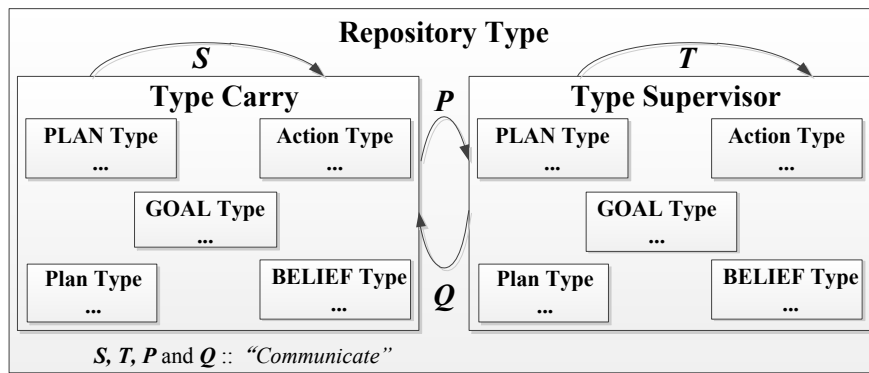 Repository Type
S
T
Type Carry
P
Type Supervisor
PLAN Type
...
Action Type
...
GOAL Type
...
Plan Type
...
BELIEF Type
...
PLAN Type
...
Action Type
...
GOAL Type
...
Plan Type
...
BELIEF Type
...
Q
S, T, P and Q :: “Communicate”